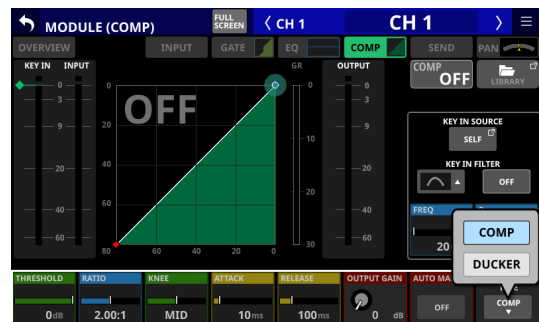 MODULE (COMP)
FULL
SCREEN
CH 1
CH 1
OVERVIEW
INPUT
GATE
EQ
COMP
SEND
PAN
KEY IN
INPUT
GR
OUTPUT
COMP
OFF
LIBRARY
0
3
9
20
40
60
OFF
0
20
40
60
80
60
40
20
0
0
10
20
30
0
3
9
20
40
60
KEY IN SOURCE
SELF
KEY IN FILTER
OFF
FREQ
20
COMP
DUCKER
THRESHOLD
0dB
RATIO
2.00:1
KNEE
MID
ATTACK
10ms
RELEASE
100ms
OUTPUT GAIN
0 dB
AUTO MA
OFF
COMP